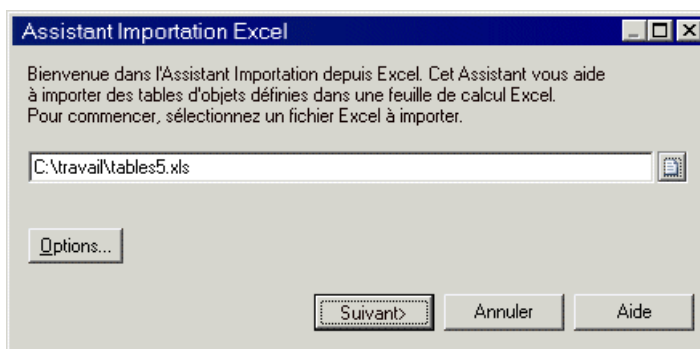 Assistant Importation Excel
Bienvenue dans l'Assistant Importation depuis Excel. Cet Assistant vous aide
à importer des tables d'objets définies dans une feuille de calcul Excel.
Pour commencer, sélectionnez un fichier Excel à importer.
C:\travail\tables5.xls
Options...
Suivant> Annuler Aide